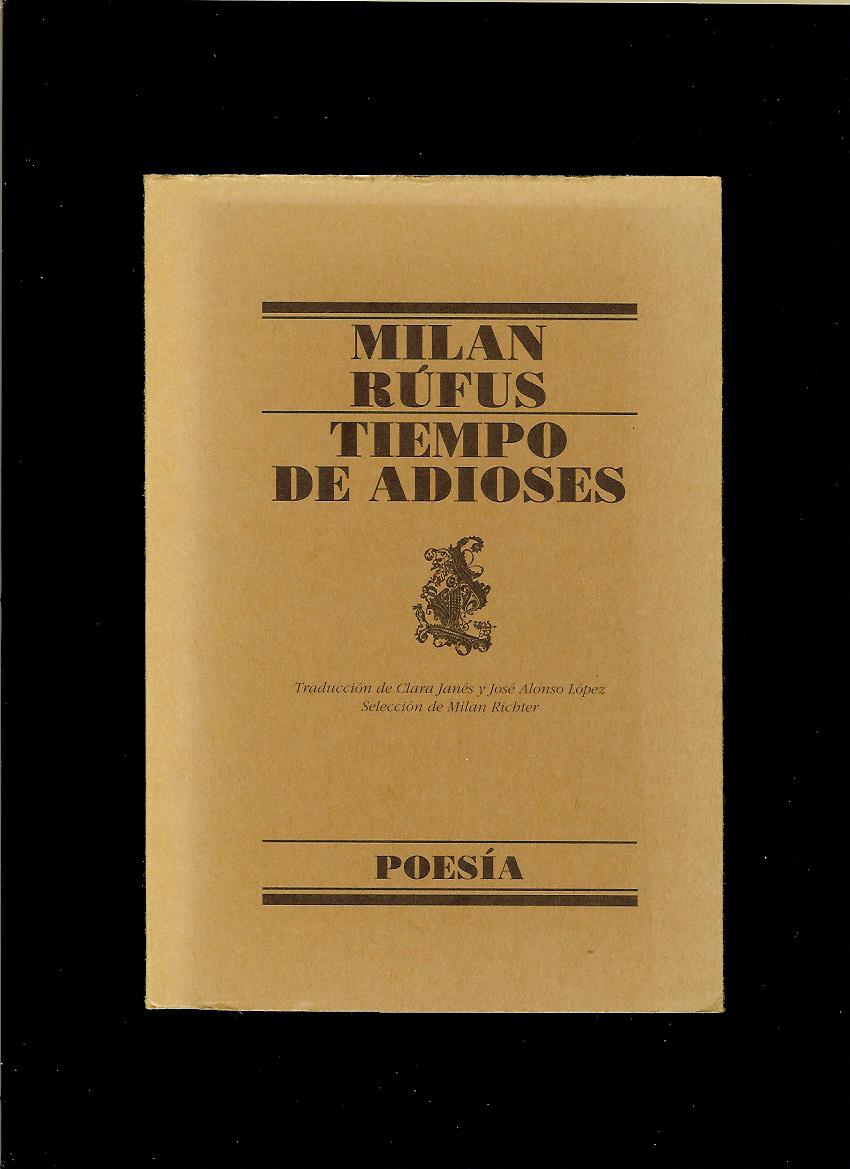 MILAN
RÚFUS
TIEMPO
DE ADIOSES
Traducción de Clara Janés y José Alonso López
Selección de Milan Richter
POESÍA